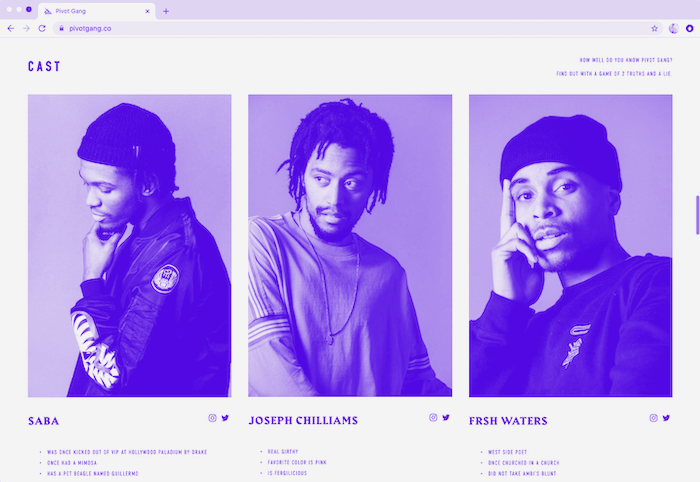 Pivot Gang
pivotgang.co
CAST
HOW WELL DO YOU KNOW PIVOT GANG?
FIND OUT WITH A GAME OF 2 TRUTHS AND A LIE.
SABA
WAS ONCE KICKED OUT OF VIP AT HOLLYWOOD PALADIUM BY DRAKE
ONCE HAD A MIMOSA
HAS A PET BEAGLE NAMED GUILLERMO
JOSEPH CHILLIAMS
REAL GIRTHY
FAVORITE COLOR IS PINK
IS FERGILICIOUS
FRSH WATERS
WEST SIDE POET
ONCE CHURCHED IN A CHURCH
DID NOT TAKE AMBI'S BLUNT